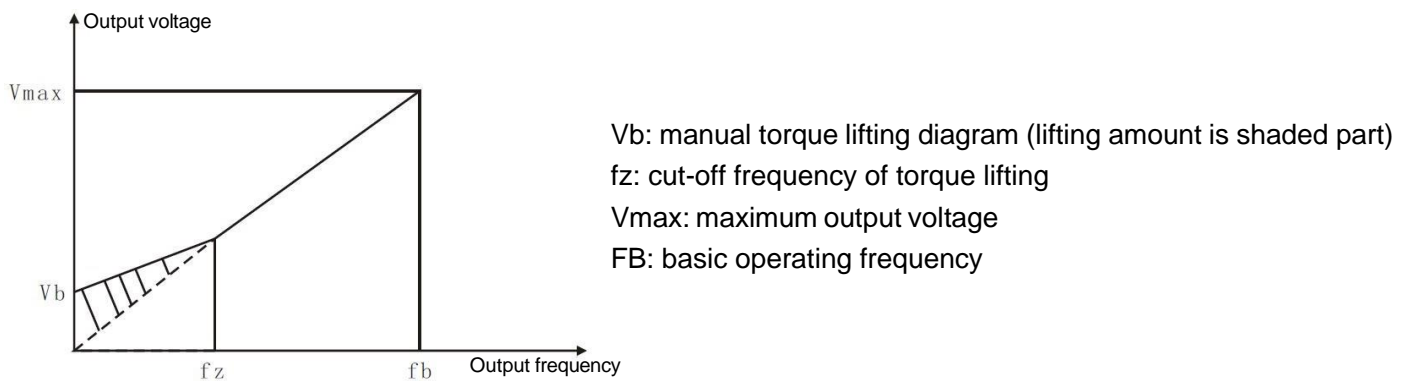 Output voltage
Vmax
Vb: manual torque lifting diagram (lifting amount is shaded part)
fz: cut-off frequency of torque lifting
Vmax: maximum output voltage
FB: basic operating frequency
Vb
fz
fb
Output frequency